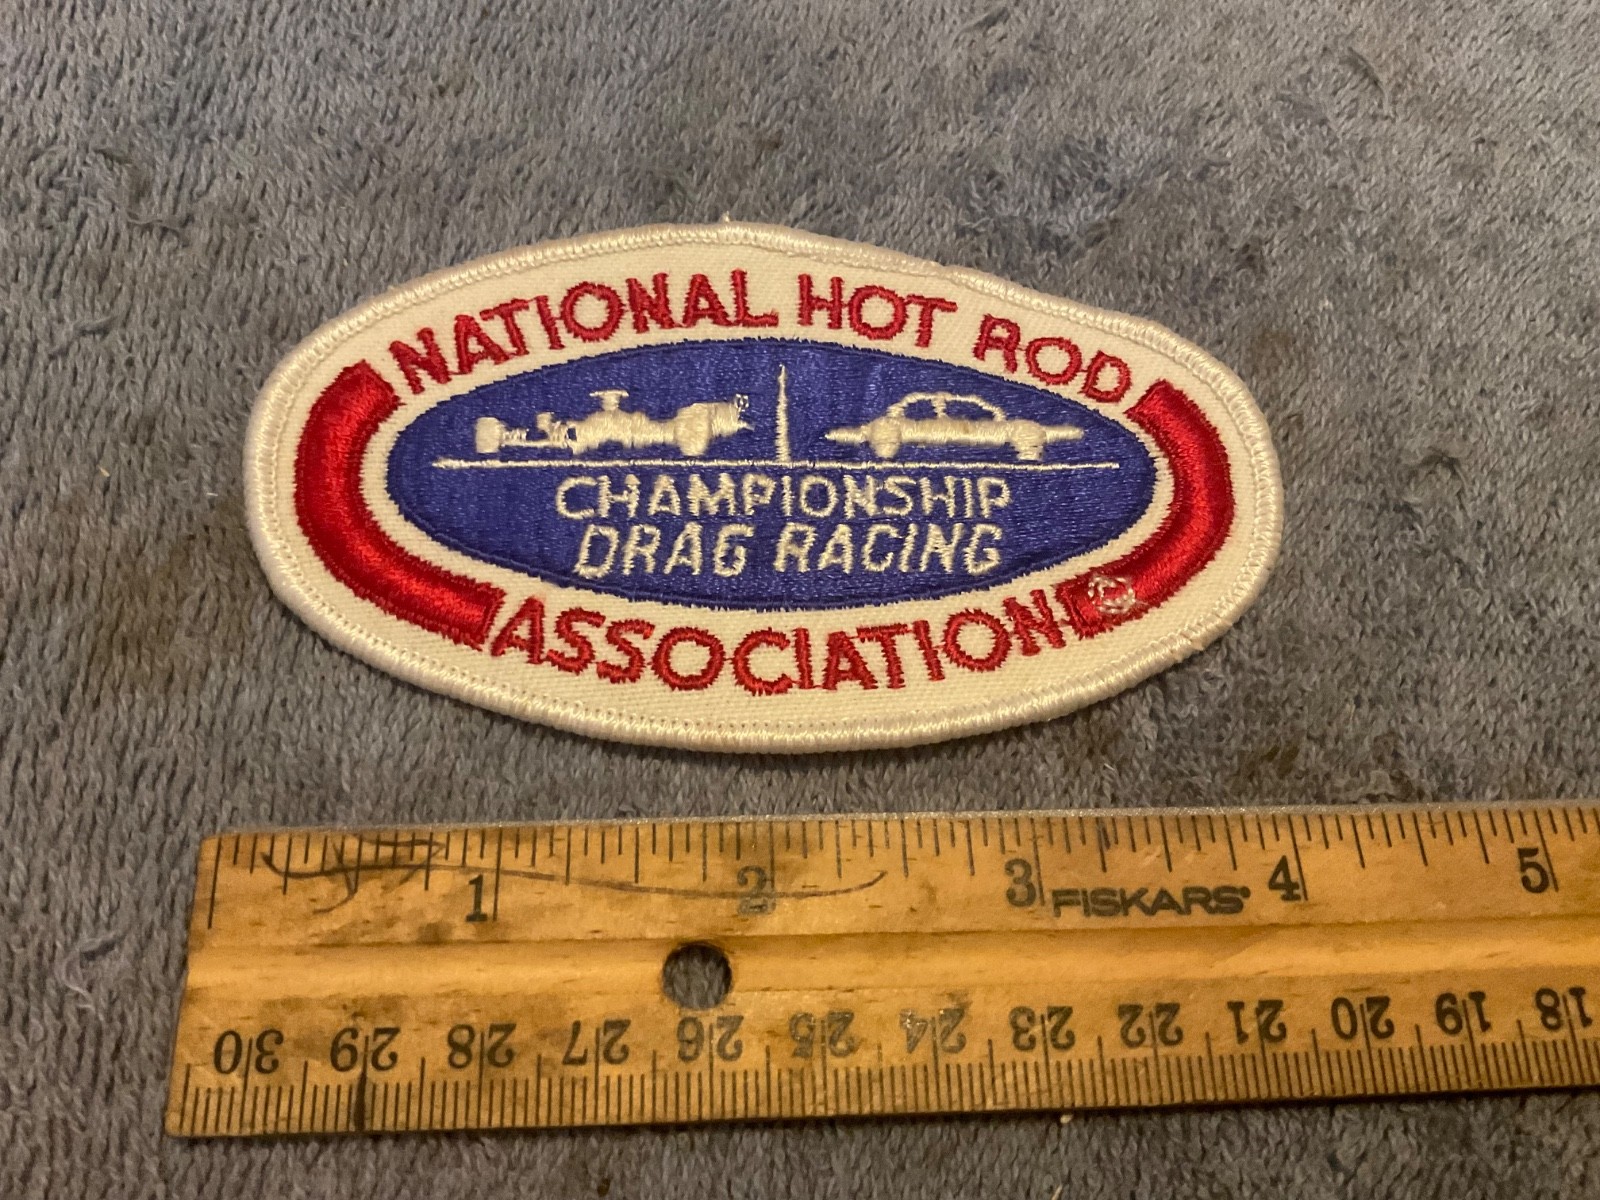 NATIONAL HOT ROD
CHAMPIONSHIP
DRAG RACING
ASSOCIATION
1 2 3 FISKARS® 4 5
30 29 28 27 26 25 24 23 22 21 20 19 18